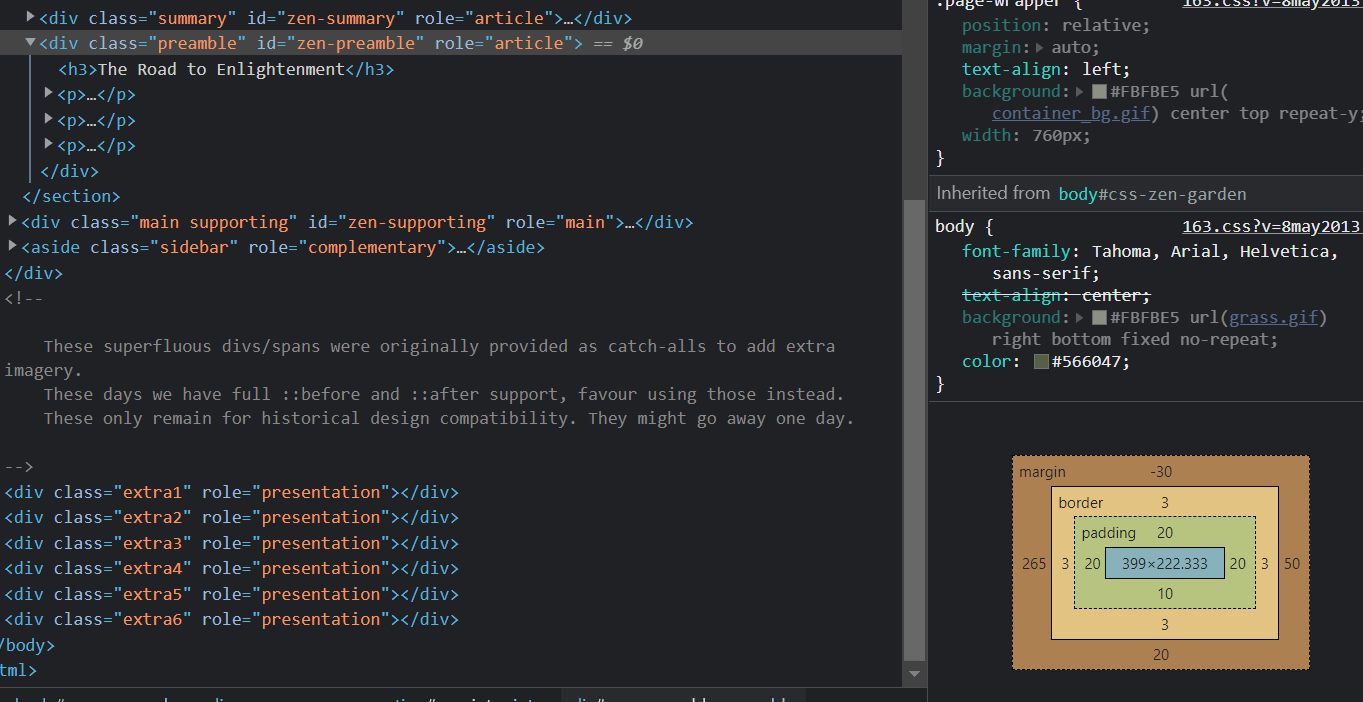 <div class="summary" id="zen-summary" role="article">…</div>
<div class="preamble" id="zen-preamble" role="article"> == $0
<h3>The Road to Enlightenment</h3>
<p>…</p>
<p>…</p>
<p>…</p>
</div>
</section>
<div class="main supporting" id="zen-supporting" role="main">…</div>
<aside class="sidebar" role="complementary">…</aside>
</div>
<!--
These superfluous divs/spans were originally provided as catch-alls to add extra
imagery.
These days we have full ::before and ::after support, favour using those instead.
These only remain for historical design compatibility. They might go away one day.
-->
<div class="extra1" role="presentation"></div>
<div class="extra2" role="presentation"></div>
<div class="extra3" role="presentation"></div>
<div class="extra4" role="presentation"></div>
<div class="extra5" role="presentation"></div>
<div class="extra6" role="presentation"></div>
/body>
tml>
.page-wrapper { 163.css?v=8may2013
position: relative;
margin: auto;
text-align: left;
background: #FBFBE5 url(
container_bg.gif) center top repeat-y;
width: 760px;
}
Inherited from body#css-zen-garden
body { 163.css?v=8may2013
font-family: Tahoma, Arial, Helvetica,
sans-serif;
text-align: center;
background: #FBFBE5 url(grass.gif)
right bottom fixed no-repeat;
color: #566047;
}
margin -30
border 3
padding 20
265 3 20 399×222.333 20 3 50
10
3
20